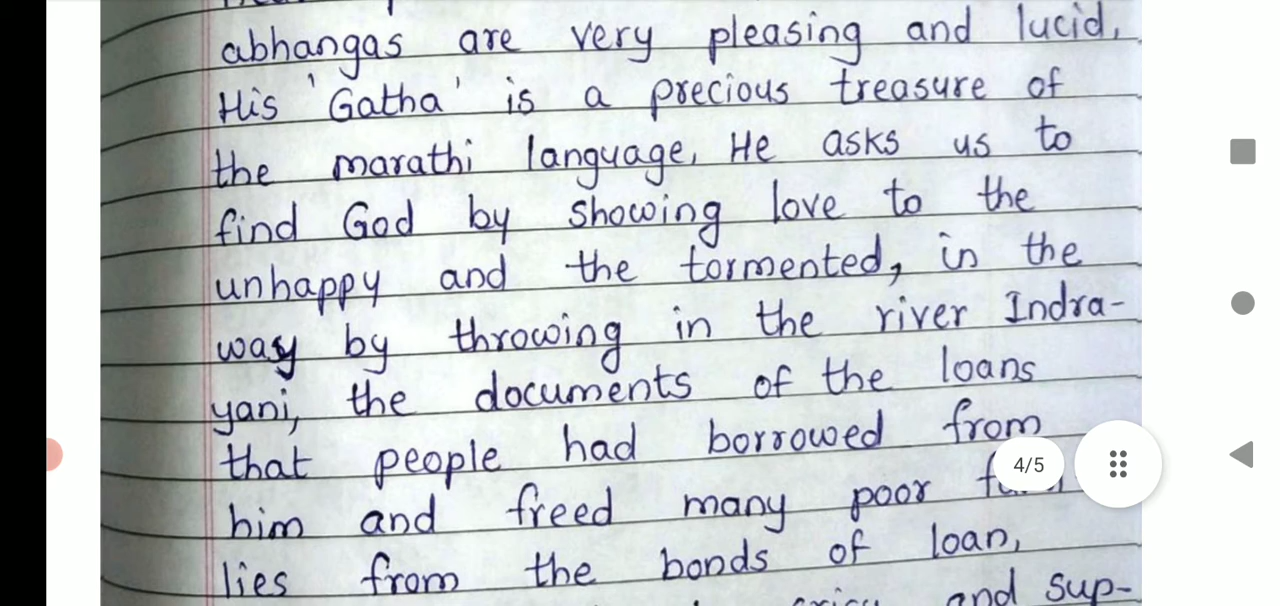 abhangas are very pleasing and lucid.
His 'Gatha' is a precious treasure of
the marathi language. He asks us to
find God by showing love to the
unhappy and the tormented, in the
way by throwing in the river Indra-
yani, the documents of the loans
that people had borrowed from
4/5
him and freed many poor
lies from the bonds of loan,
and sup-